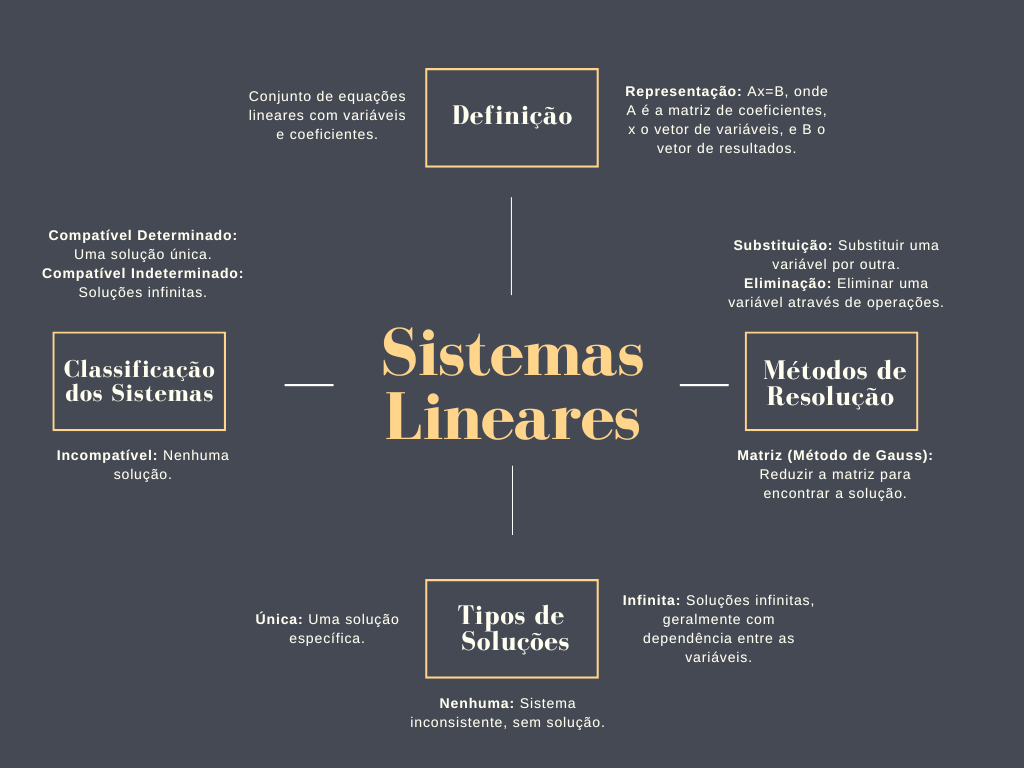 Definição
Conjunto de equações
lineares com variáveis
e coeficientes.
Representação: Ax=B, onde
A é a matriz de coeficientes,
x o vetor de variáveis, e B o
vetor de resultados.
Compatível Determinado:
Uma solução única.
Compatível Indeterminado:
Soluções infinitas.
Classificação
dos Sistemas
Incompatível: Nenhuma
solução.
Sistemas
Lineares
Substituição: Substituir uma
variável por outra.
Eliminação: Eliminar uma
variável através de operações.
Métodos de
Resolução
Matriz (Método de Gauss):
Reduzir a matriz para
encontrar a solução.
Única: Uma solução
específica.
Tipos de
Soluções
Infinita: Soluções infinitas,
geralmente com
dependência entre as
variáveis.
Nenhuma: Sistema
inconsistente, sem solução.